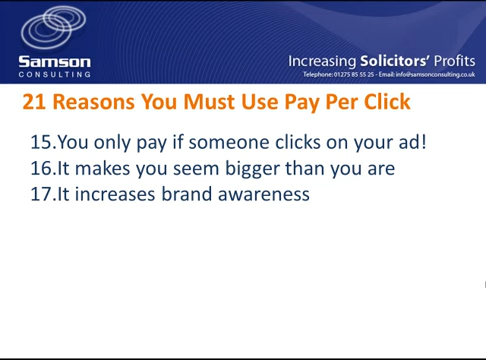 Samson
CONSULTING
Increasing Solicitors' Profits
Telephone: 01275 85 55 25 - Email: info@samsonconsulting.co.uk
21 Reasons You Must Use Pay Per Click
15.You only pay if someone clicks on your ad!
16.It makes you seem bigger than you are
17.It increases brand awareness